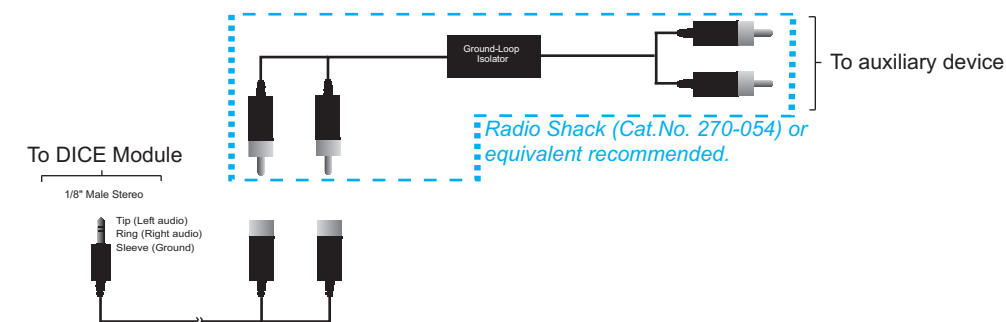 Ground-Loop
Isolator
To auxiliary device
Radio Shack (Cat.No. 270-054) or
equivalent recommended.
To DICE Module
1/8" Male Stereo
Tip (Left audio)
Ring (Right audio)
Sleeve (Ground)